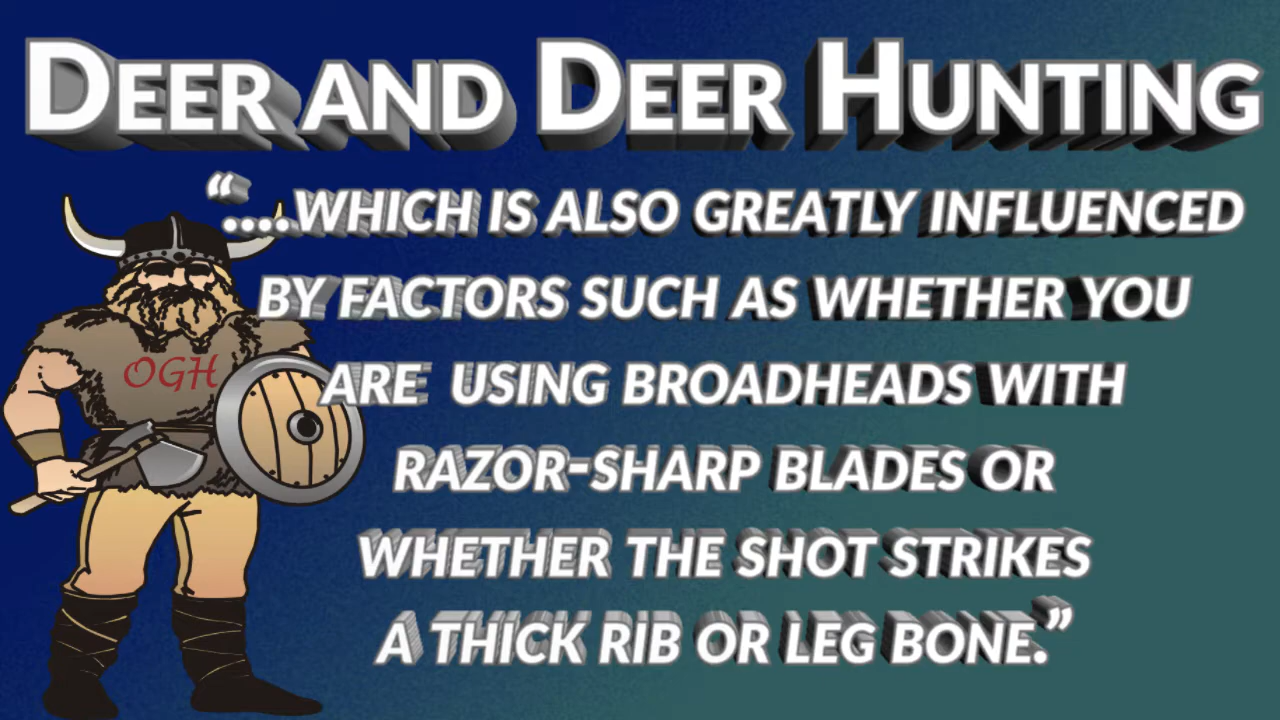 DEER AND DEER HUNTING
“....WHICH IS ALSO GREATLY INFLUENCED
BY FACTORS SUCH AS WHETHER YOU
ARE USING BROADHEADS WITH
RAZOR-SHARP BLADES OR
WHETHER THE SHOT STRIKES
A THICK RIB OR LEG BONE.”
OGH